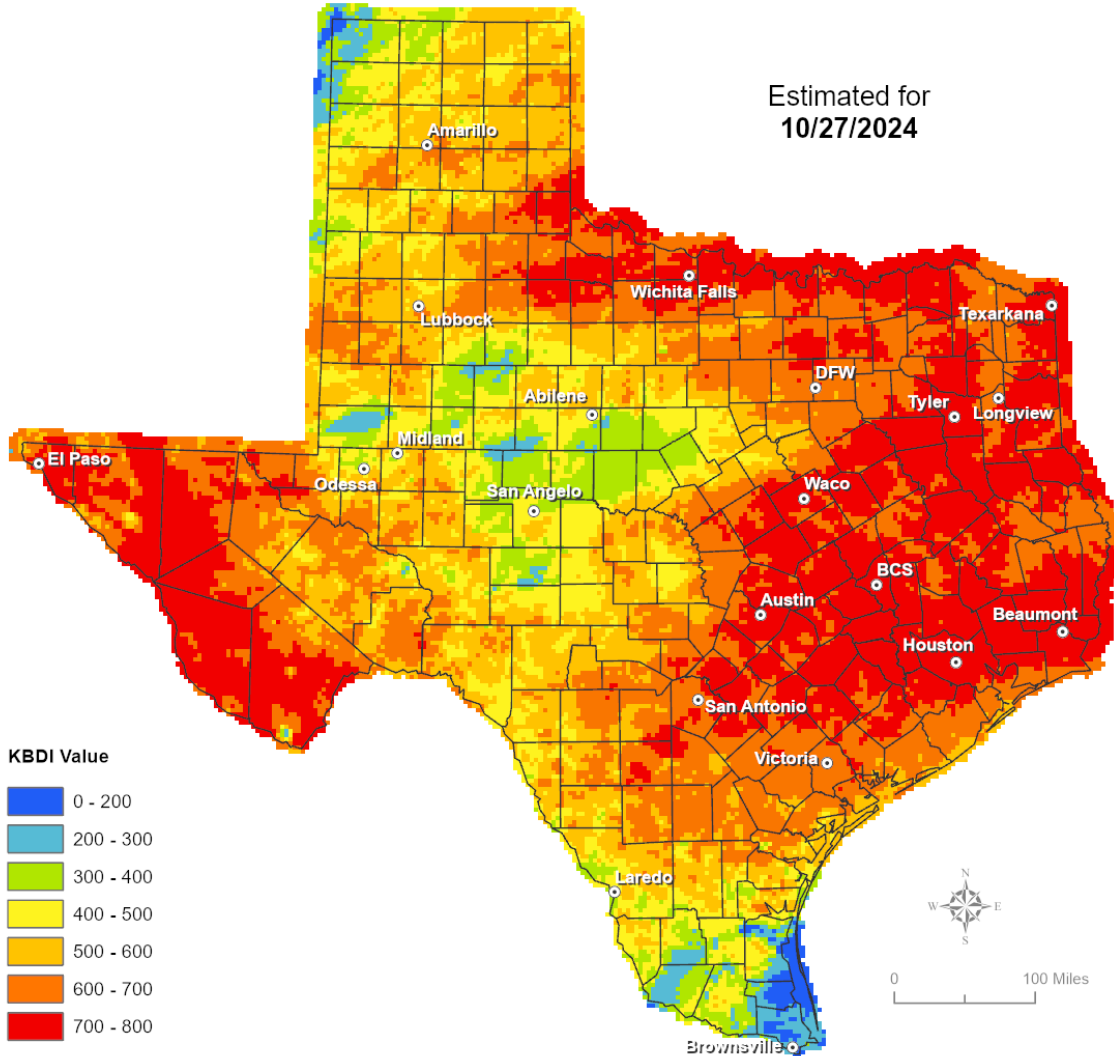 Estimated for
10/27/2024
Amarillo
Wichita Falls
Lubbock
Texarkana
DFW
Abilene
Tyler
Longview
Midland
El Paso
Odessa
San Angelo
Waco
BCS
Austin
Beaumont
Houston
San Antonio
Victoria
KBDI Value
0 - 200
200 - 300
300 - 400
400 - 500
500 - 600
600 - 700
700 - 800
Laredo
N
W E
S
0 100 Miles
Brownsville